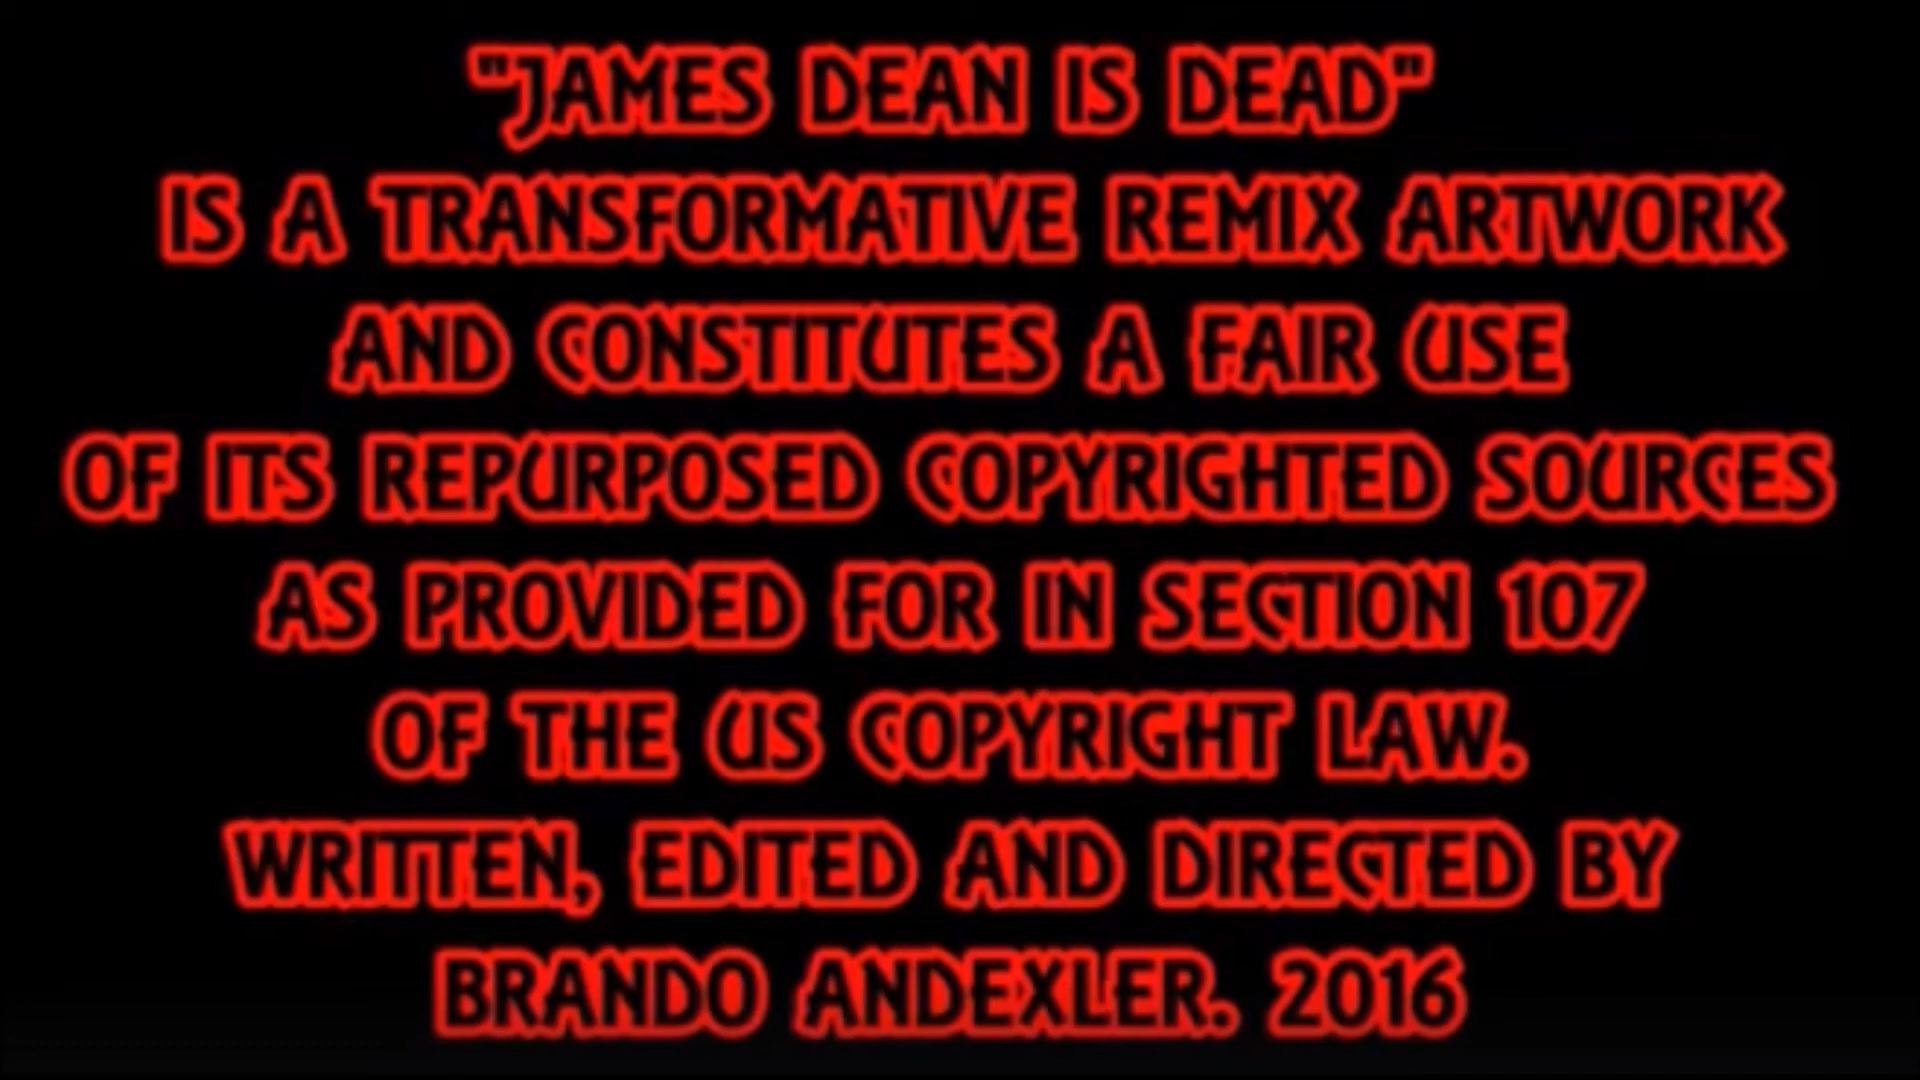 "JAMES DEAN IS DEAD"
IS A TRANSFORMATIVE REMIX ARTWORK
AND CONSTITUTES A FAIR USE
OF ITS REPURPOSED COPYRIGHTED SOURCES
AS PROVIDED FOR IN SECTION 107
OF THE US COPYRIGHT LAW.
WRITTEN, EDITED AND DIRECTED BY
BRANDO ANDEXLER. 2016